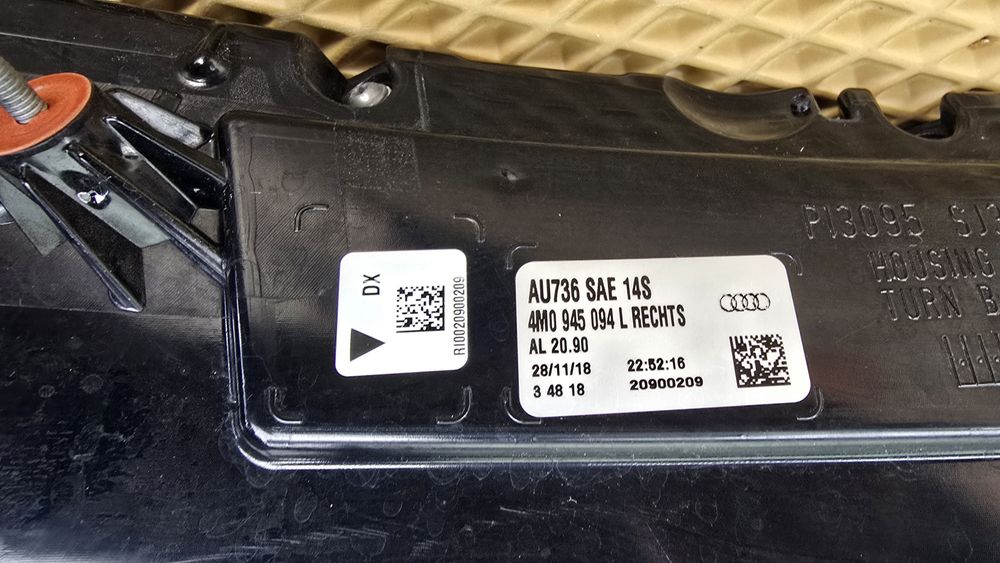 DX
RI0020900209
AU736 SAE 14S
4M0 945 094 L RECHTS
AL 20.90
28/11/18 22:52:16
3 48 18 20900209
PI3095
HOUSING
TURN